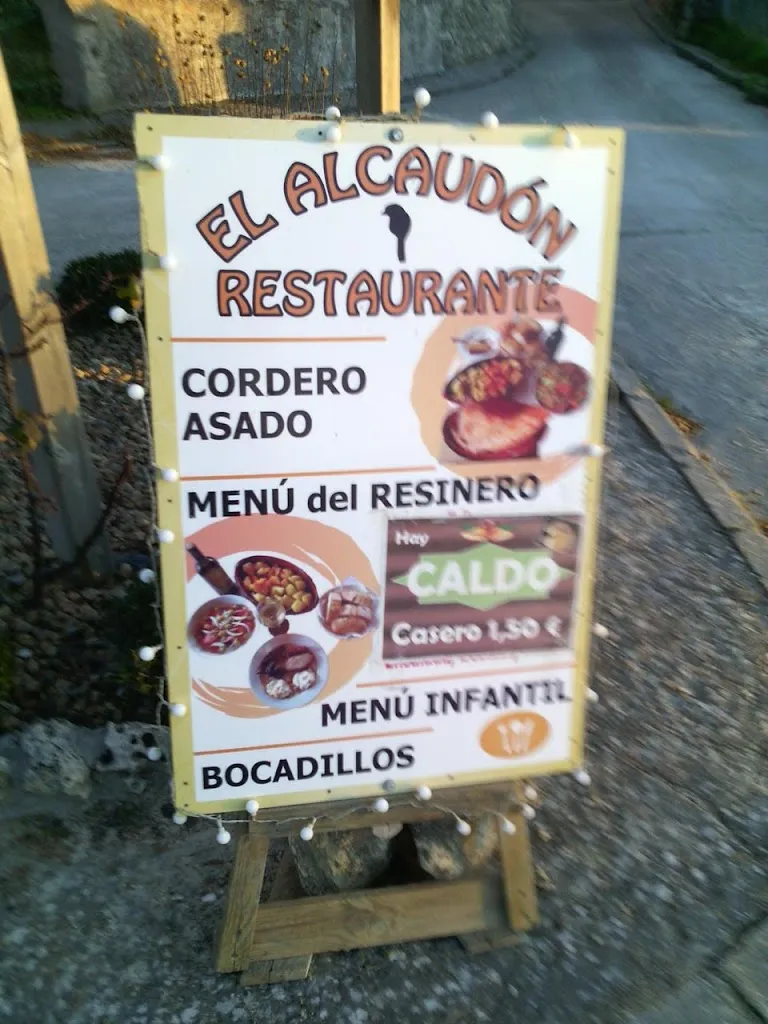 EL ALCAUDÓN
RESTAURANTE
CORDERO
ASADO
MENÚ del RESINERO
Hay
CALDO
Casero 1,50 €
MENÚ INFANTIL
BOCADILLOS